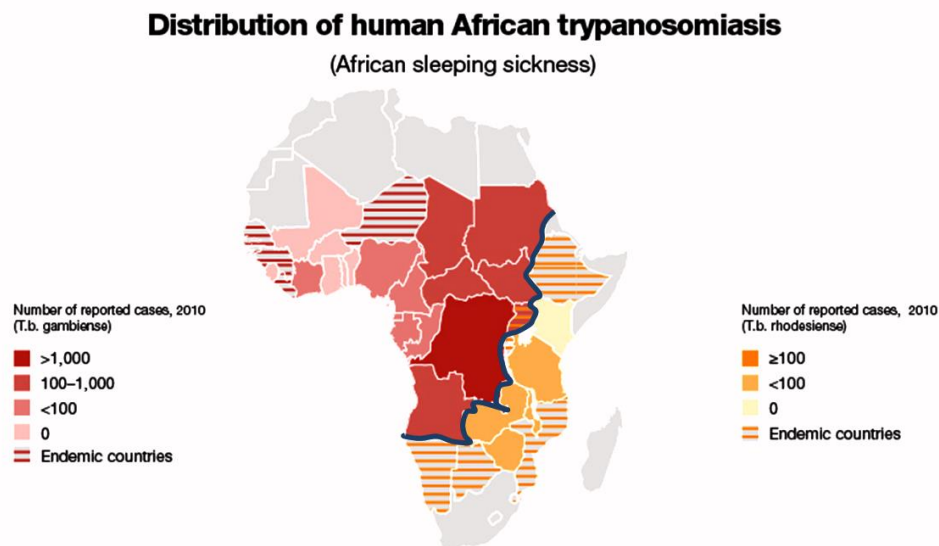 Distribution of human African trypanosomiasis
(African sleeping sickness)
Number of reported cases, 2010
(T.b. gambiense)
>1,000
100–1,000
<100
0
Endemic countries
Number of reported cases, 2010
(T.b. rhodesiense)
≥100
<100
0
Endemic countries